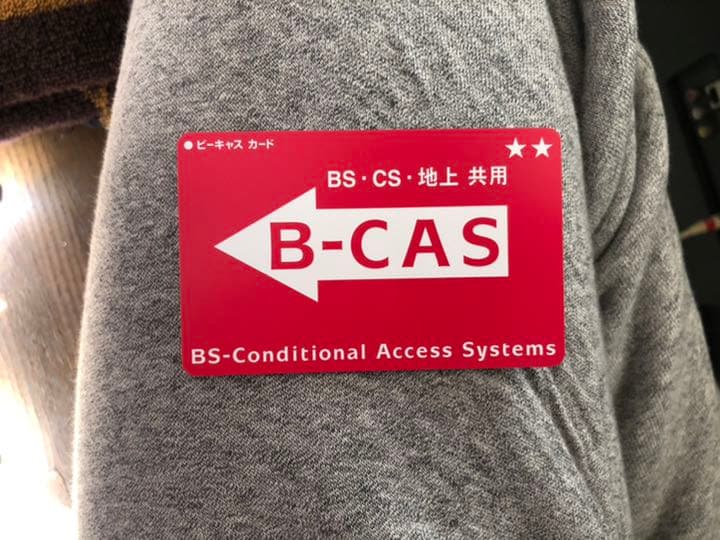 ●ビーキャス カード
★★
BS・CS・地上 共用
B-CAS
BS-Conditional Access Systems